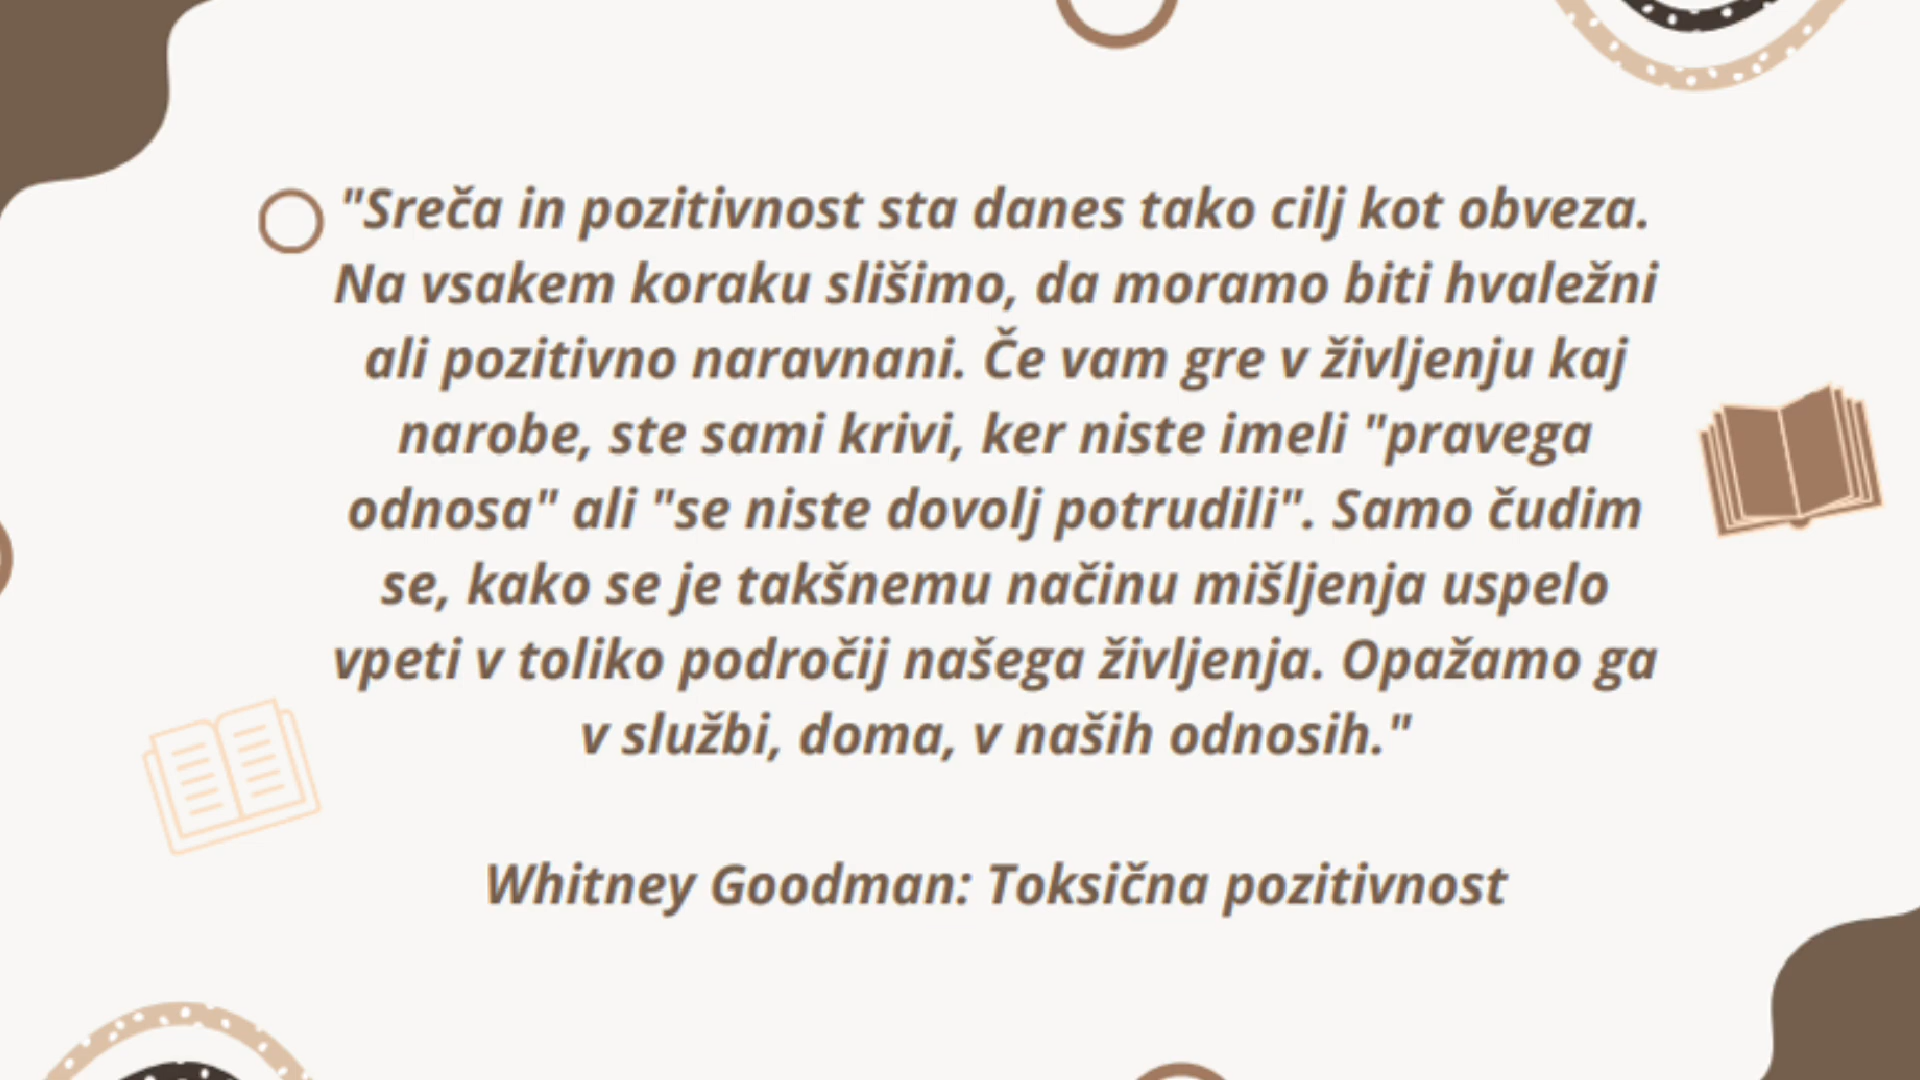 "Sreča in pozitivnost sta danes tako cilj kot obveza.
Na vsakem koraku slišimo, da moramo biti hvaležni
ali pozitivno naravnani. Če vam gre v življenju kaj
narobe, ste sami krivi, ker niste imeli "pravega
odnosa" ali "se niste dovolj potrudili". Samo čudim
se, kako se je takšnemu načinu mišljenja uspelo
vpeti v toliko področij našega življenja. Opažamo ga
v službi, doma, v naših odnosih."
Whitney Goodman: Toksična pozitivnost